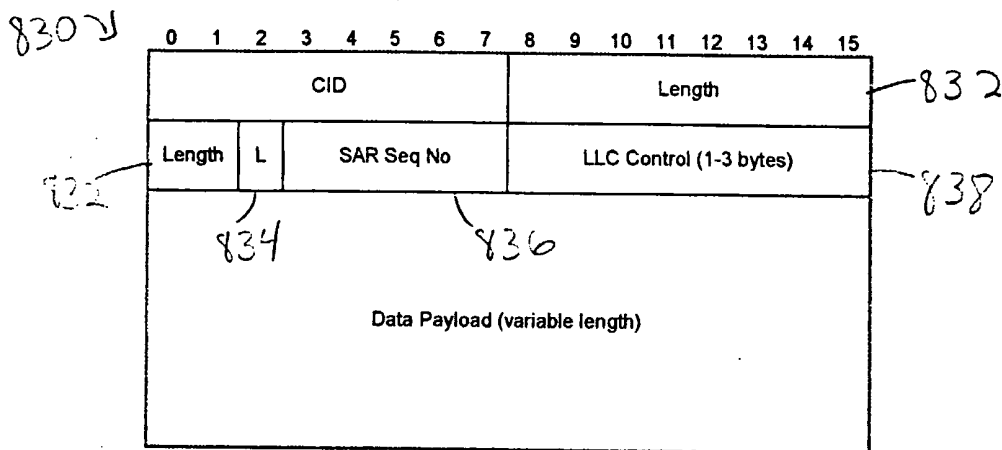 830
0 1 2 3 4 5 6 7 8 9 10 11 12 13 14 15
CID Length 832
Length L SAR Seq No LLC Control (1-3 bytes)
832 838
834 836
Data Payload (variable length)